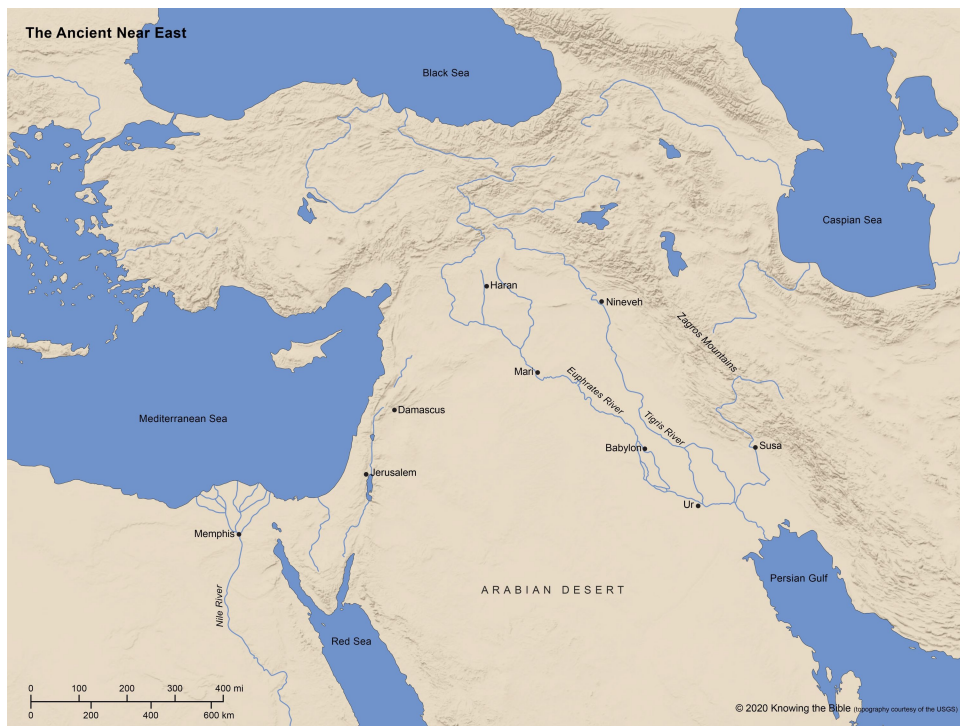 The Ancient Near East
Black Sea
Caspian Sea
Haran
Nineveh
Zagros Mountains
Mari
Euphrates River
Mediterranean Sea
Damascus
Tigris River
Babylon
Susa
Jerusalem
Ur
Memphis
Persian Gulf
ARABIAN DESERT
Nile River
Red Sea
0 100 200 300 400 mi
0 200 400 600 km
© 2020 Knowing the Bible (topography courtesy of the USGS)